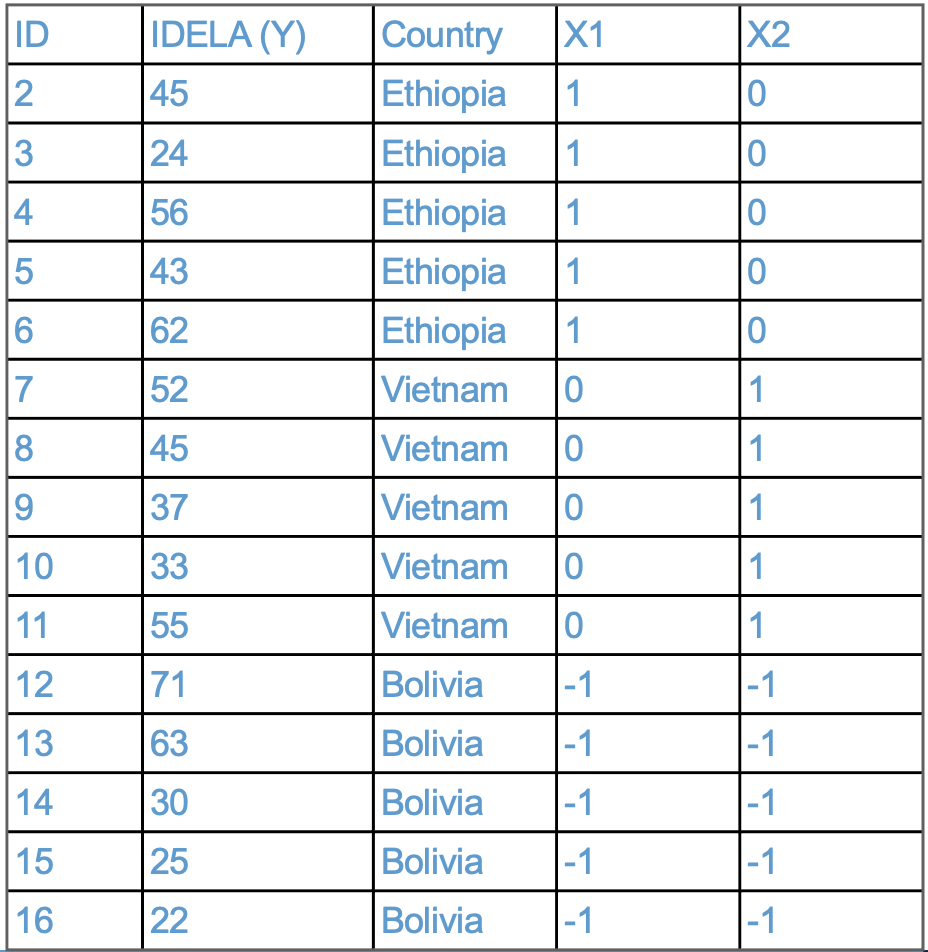 ID IDELA (Y) Country X1 X2
2 45 Ethiopia 1 0
3 24 Ethiopia 1 0
4 56 Ethiopia 1 0
5 43 Ethiopia 1 0
6 62 Ethiopia 1 0
7 52 Vietnam 0 1
8 45 Vietnam 0 1
9 37 Vietnam 0 1
10 33 Vietnam 0 1
11 55 Vietnam 0 1
12 71 Bolivia -1 -1
13 63 Bolivia -1 -1
14 30 Bolivia -1 -1
15 25 Bolivia -1 -1
16 22 Bolivia -1 -1